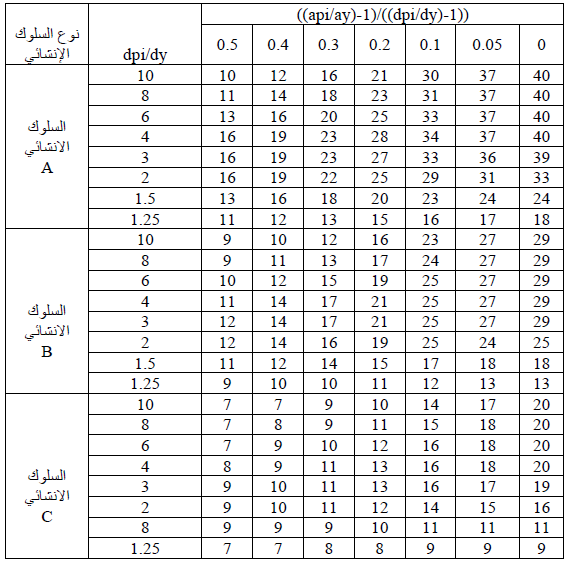 نوع السلوك الإنشائي dpi/dy ((api/ay)-1)/((dpi/dy)-1))
0.5 0.4 0.3 0.2 0.1 0.05 0
السلوك الانشائي A
10 10 12 16 21 30 37 40
8 11 14 18 23 31 37 40
6 13 16 20 25 33 37 40
4 16 19 23 28 34 37 40
3 16 19 23 27 33 36 39
2 16 19 22 25 29 31 33
1.5 13 16 18 20 23 24 24
1.25 11 12 13 15 16 17 18
السلوك الانشائي B
10 9 10 12 16 23 27 29
8 9 11 13 17 24 27 29
6 10 12 15 19 25 27 29
4 11 14 17 21 25 27 29
3 12 14 17 21 25 27 29
2 12 14 16 19 25 24 25
1.5 11 12 14 15 17 18 18
1.25 9 10 10 11 12 13 13
السلوك الانشائي C
10 7 7 9 10 14 17 20
8 7 8 9 11 15 18 20
6 7 9 10 12 16 18 20
4 8 9 11 13 16 18 20
3 9 10 11 13 16 17 19
2 9 10 11 12 14 15 16
8 9 9 9 10 11 11 11
1.25 7 7 8 8 9 9 9